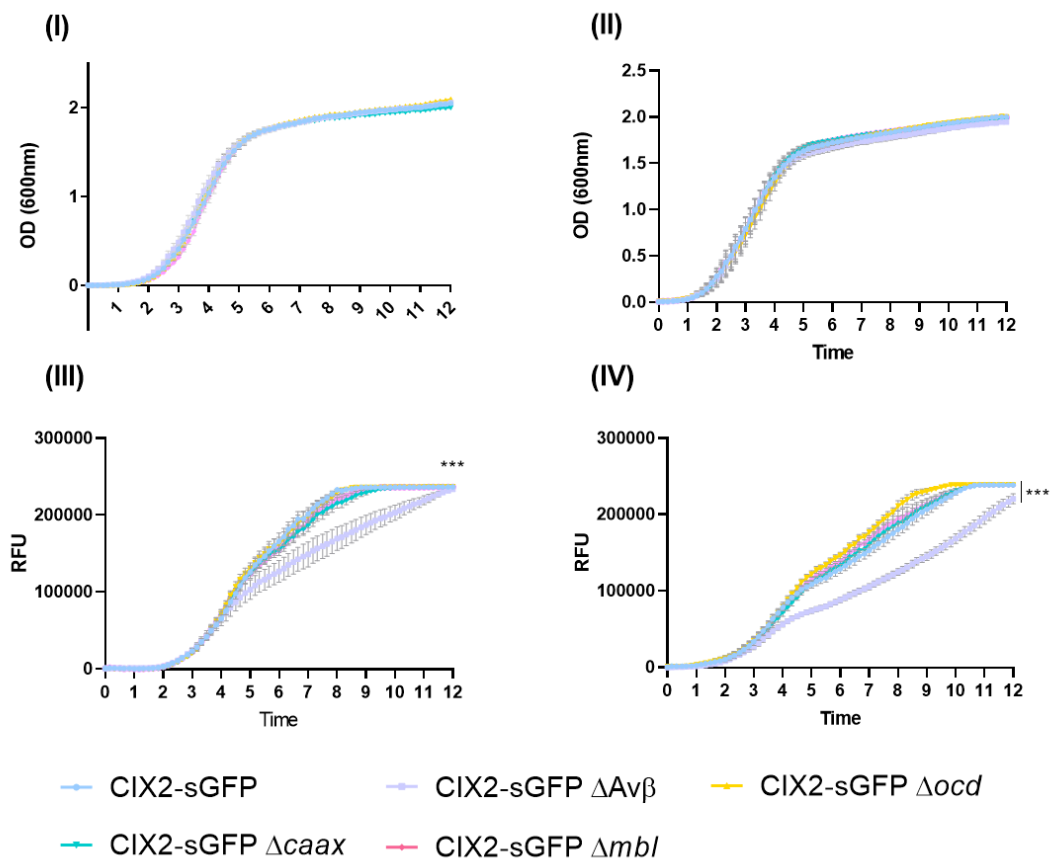 (I)
OD (600nm)
2
1
0
1 2 3 4 5 6 7 8 9 10 11 12
(II)
OD (600nm)
2.5
2.0
1.5
1.0
0.5
0.0
0 1 2 3 4 5 6 7 8 9 10 11 12
Time
(III)
RFU
300000
200000
100000
0
***
0 1 2 3 4 5 6 7 8 9 10 11 12
Time
(IV)
RFU
300000
200000
100000
0
***
0 1 2 3 4 5 6 7 8 9 10 11 12
Time
CIX2-sGFP
CIX2-sGFP ΔAvβ
CIX2-sGFP Δocd
CIX2-sGFP Δcaax
CIX2-sGFP Δmbl